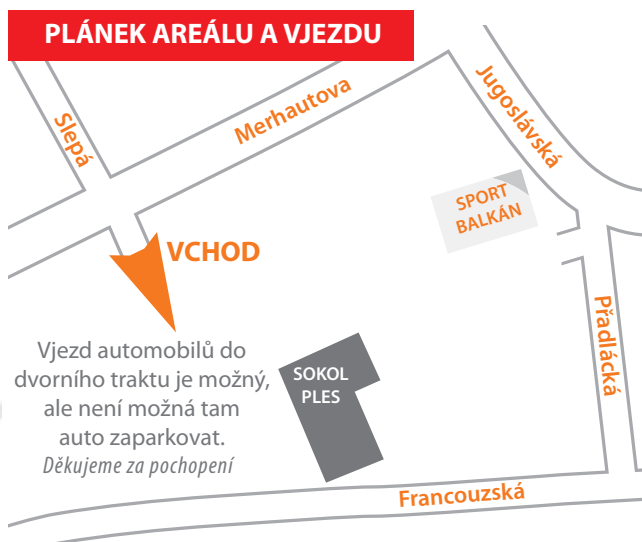 PLÁNEK AREÁLU A VJEZDU
Slepá
Merhautova
Jugoslávská
SPORT
BALKÁN
VCHOD
Přadlácká
Vjezd automobilů do
dvorního traktu je možný,
ale není možná tam
auto zaparkovat.
Děkujeme za pochopení
SOKOL
PLES
Francouzská